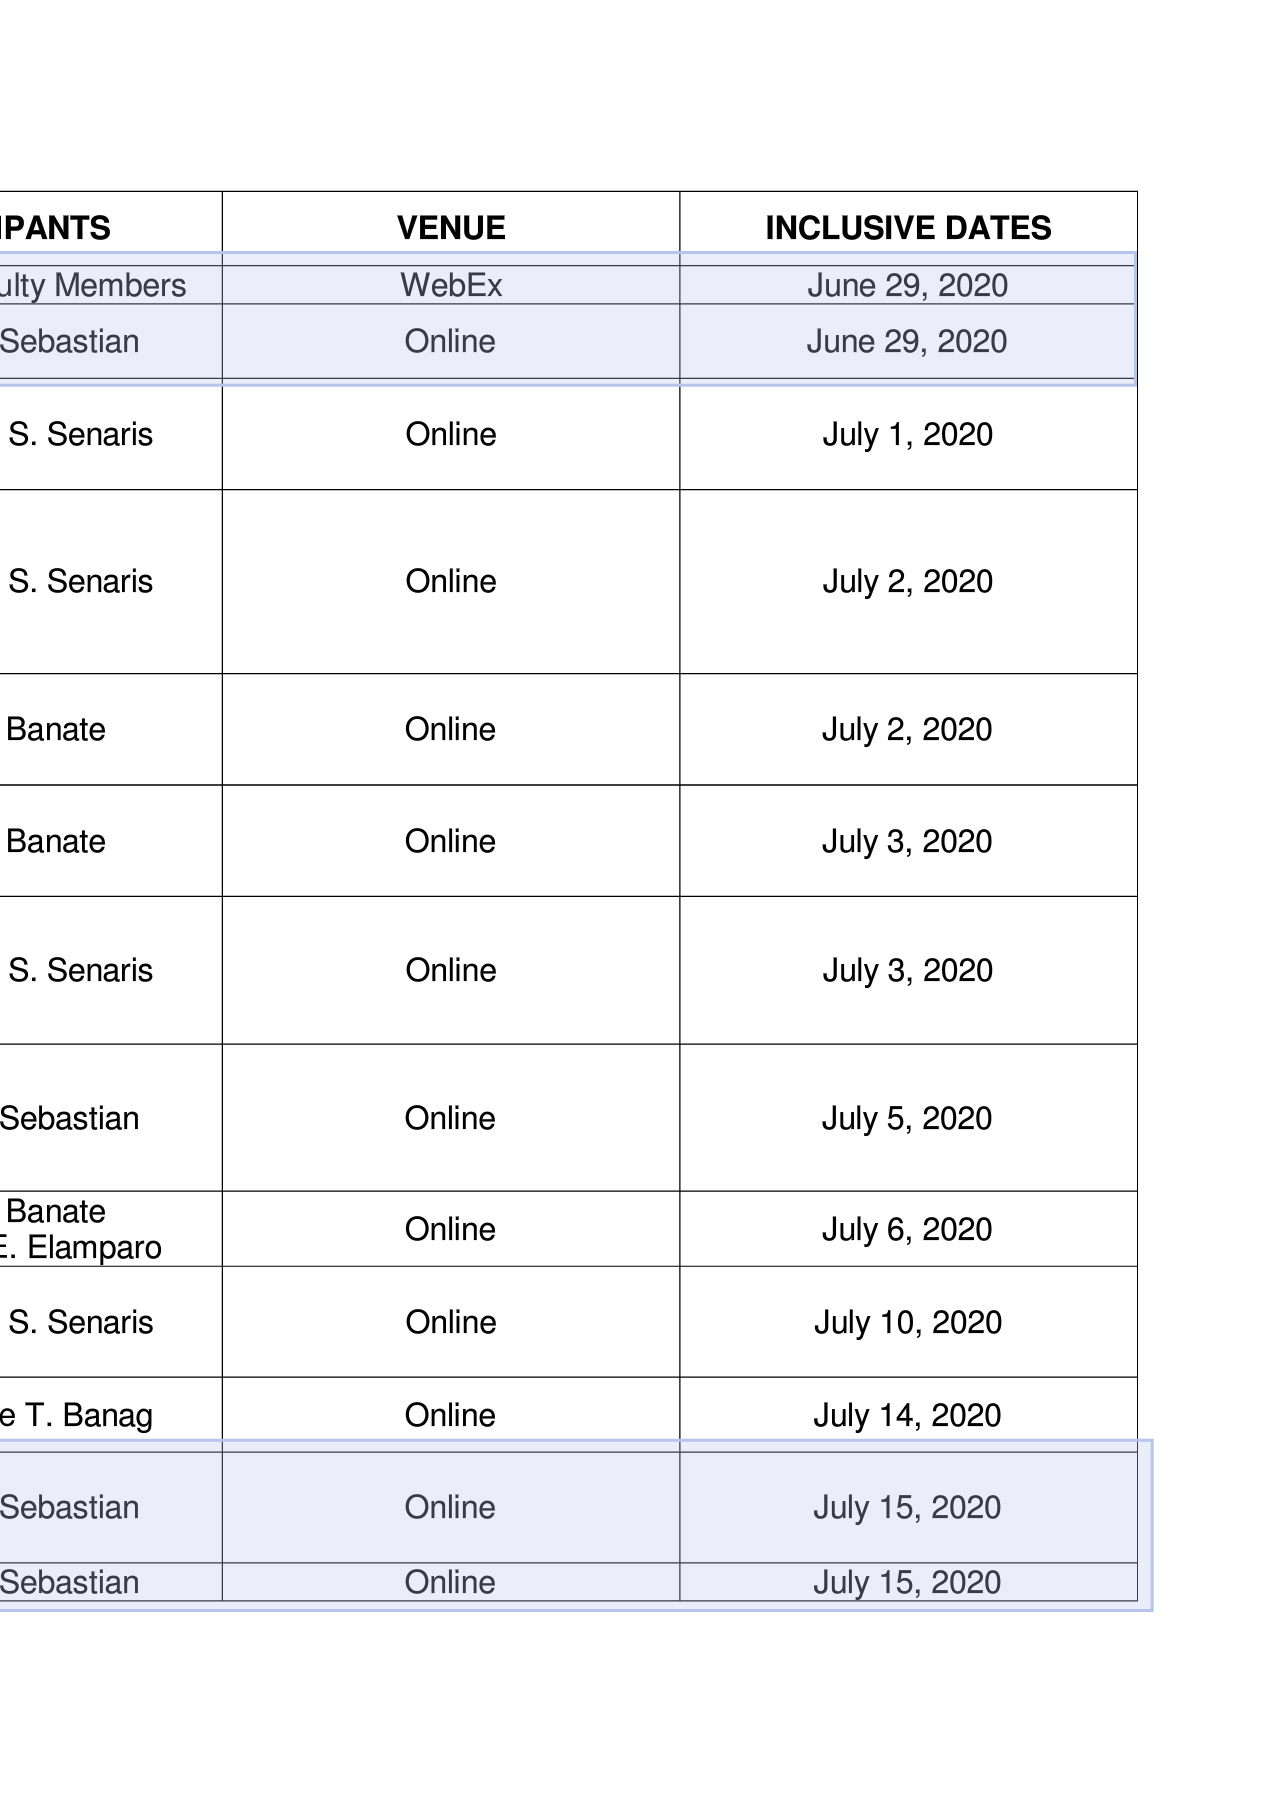 IPANTS VENUE INCLUSIVE DATES
ulty Members WebEx June 29, 2020
Sebastian Online June 29, 2020
S. Senaris Online July 1, 2020
S. Senaris Online July 2, 2020
Banate Online July 2, 2020
Banate Online July 3, 2020
S. Senaris Online July 3, 2020
Sebastian Online July 5, 2020
Banate
E. Elamparo Online July 6, 2020
S. Senaris Online July 10, 2020
e T. Banag Online July 14, 2020
Sebastian Online July 15, 2020
Sebastian Online July 15, 2020